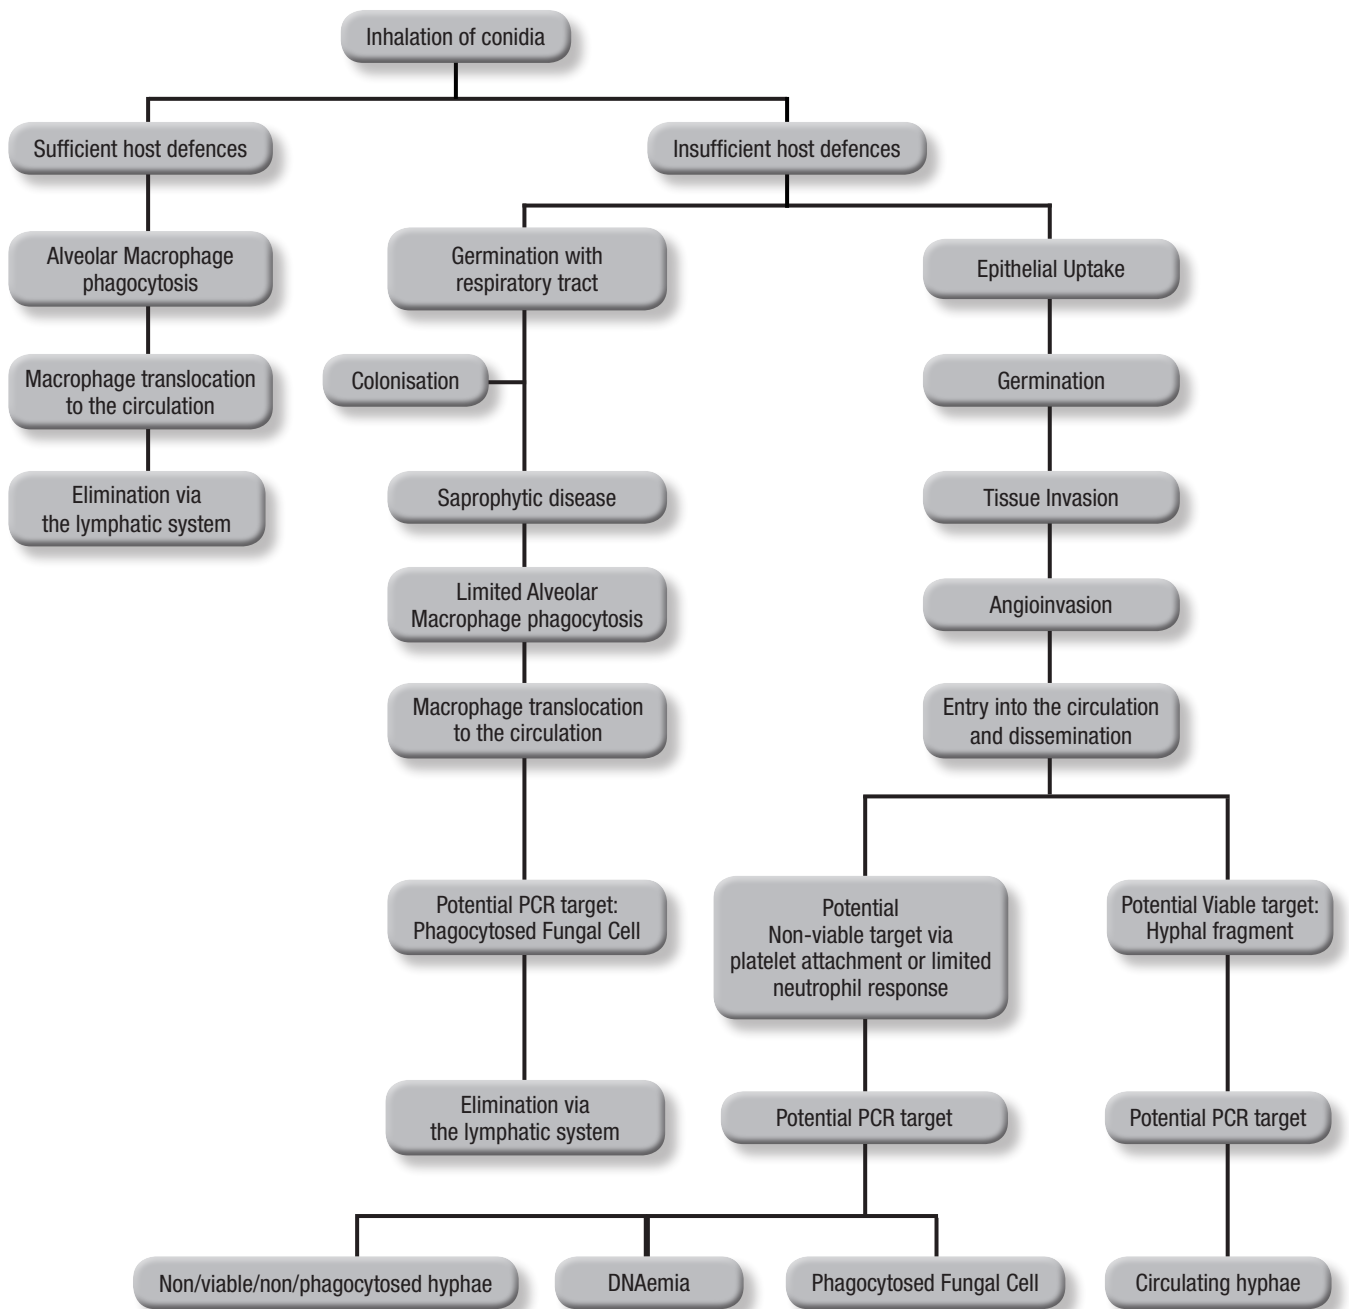 Inhalation of conidia
Sufficient host defences
Insufficient host defences
Alveolar Macrophage
phagocytosis
Germination with
respiratory tract
Epithelial Uptake
Macrophage translocation
to the circulation
Colonisation
Germination
Elimination via
the lymphatic system
Saprophytic disease
Tissue Invasion
Limited Alveolar
Macrophage phagocytosis
Angioinvasion
Macrophage translocation
to the circulation
Entry into the circulation
and dissemination
Potential PCR target:
Phagocytosed Fungal Cell
Potential
Non-viable target via
platelet attachment or limited
neutrophil response
Potential Viable target:
Hyphal fragment
Elimination via
the lymphatic system
Potential PCR target
Potential PCR target
Non/viable/non/phagocytosed hyphae
DNAemia
Phagocytosed Fungal Cell
Circulating hyphae